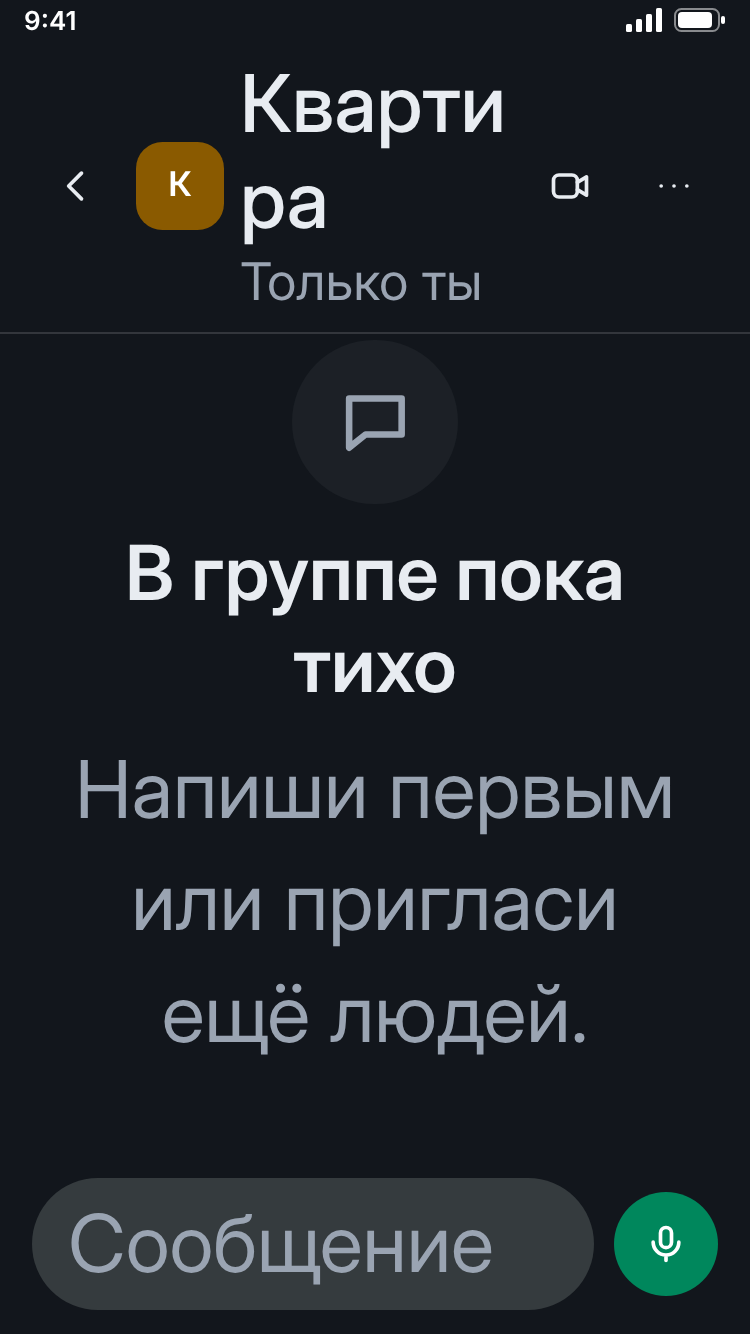 9:41
Кварти
К
ра
Только ты
В группе пока
тихо
Напиши первым
или пригласи
ещё людей.
Сообщение